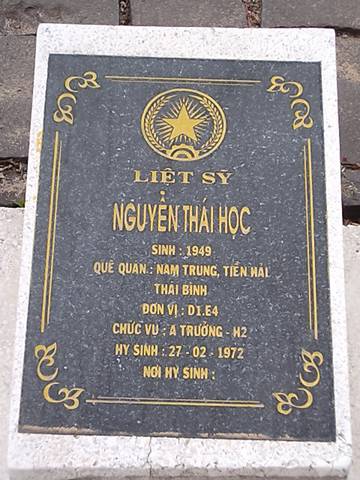 LIỆT SỸ
NGUYỄN THÁI HỌC
SINH : 1949
QUÊ QUÁN : NAM TRUNG, TIỀN HẢI
THÁI BÌNH
ĐƠN VỊ : D1.E4
CHỨC VỤ : A TRƯỞNG - H2
HY SINH : 27 - 02 - 1972
NƠI HY SINH :